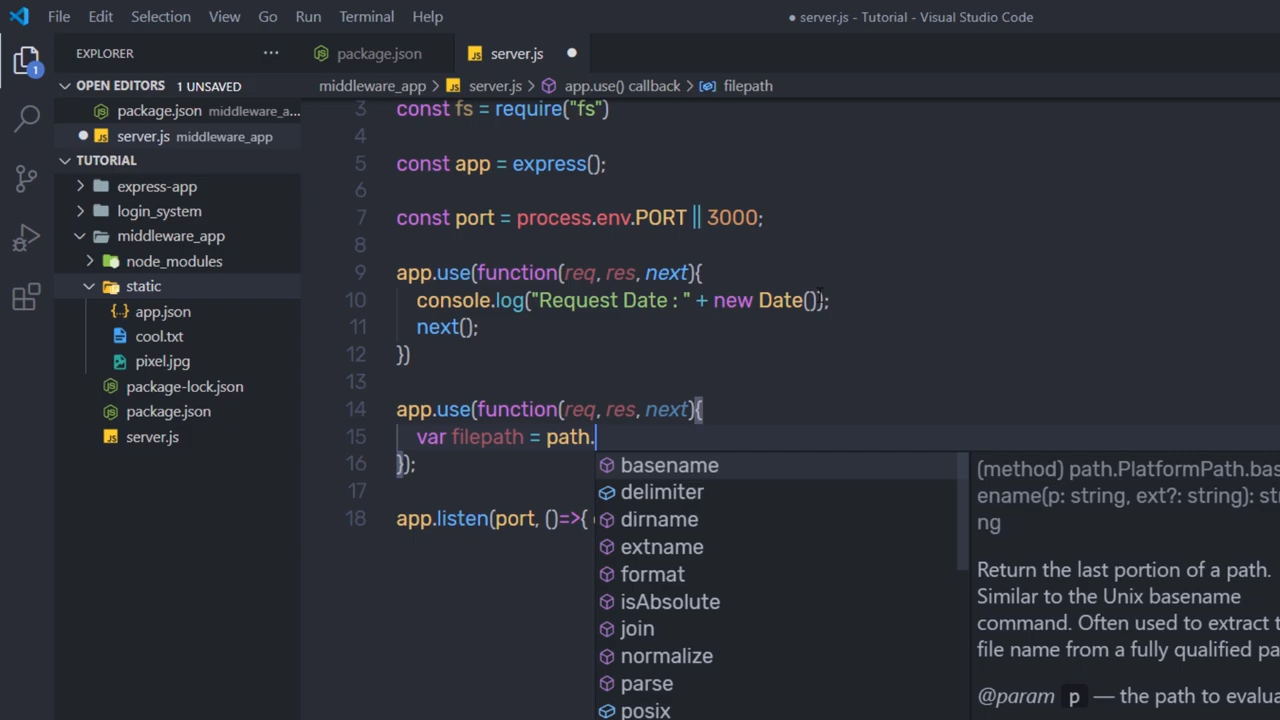 File Edit Selection View Go Run Terminal Help ● server.js - Tutorial - Visual Studio Code
EXPLORER ... package.json JS server.js ●
1
OPEN EDITORS 1 UNSAVED
middleware_app > JS server.js > app.use() callback > filepath
package.json middleware_a...
● JS server.js middleware_app
TUTORIAL
express-app
login_system
middleware_app
node_modules
static
app.json
cool.txt
pixel.jpg
package-lock.json
package.json
JS server.js
3 const fs = require("fs")
4
5 const app = express();
6
7 const port = process.env.PORT || 3000;
8
9 app.use(function(req, res, next){
10 console.log("Request Date : " + new Date());
11 next();
12 })
13
14 app.use(function(req, res, next){
15 var filepath = path.
16 });
17
18 app.listen(port, ()=>{
basename
delimiter
dirname
extname
format
isAbsolute
join
normalize
parse
posix
(method) path.PlatformPath.bas
ename(p: string, ext?: string): stri
ng
Return the last portion of a path.
Similar to the Unix basename
command. Often used to extract t
file name from a fully qualified pa
@param p — the path to evalua